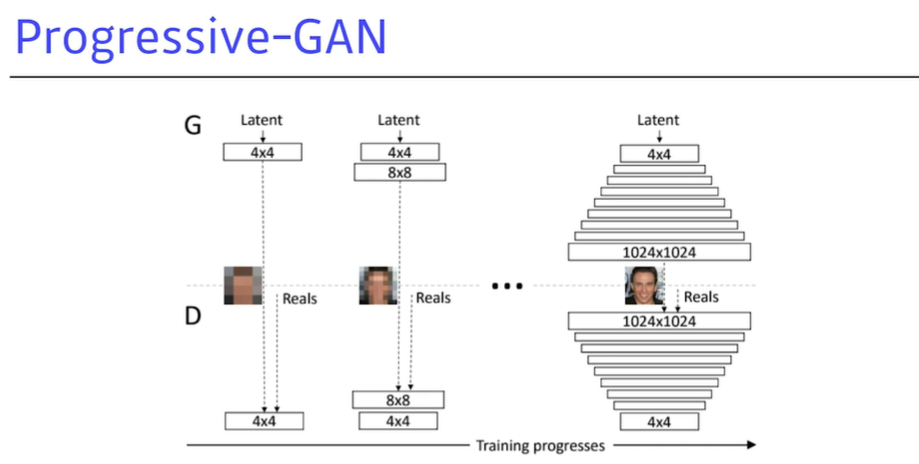 Progressive-GAN
G
Latent
Latent
Latent
4x4
4x4
4x4
8x8
1024x1024
Reals
Reals
Reals
D
1024x1024
8x8
4x4
4x4
4x4
Training progresses